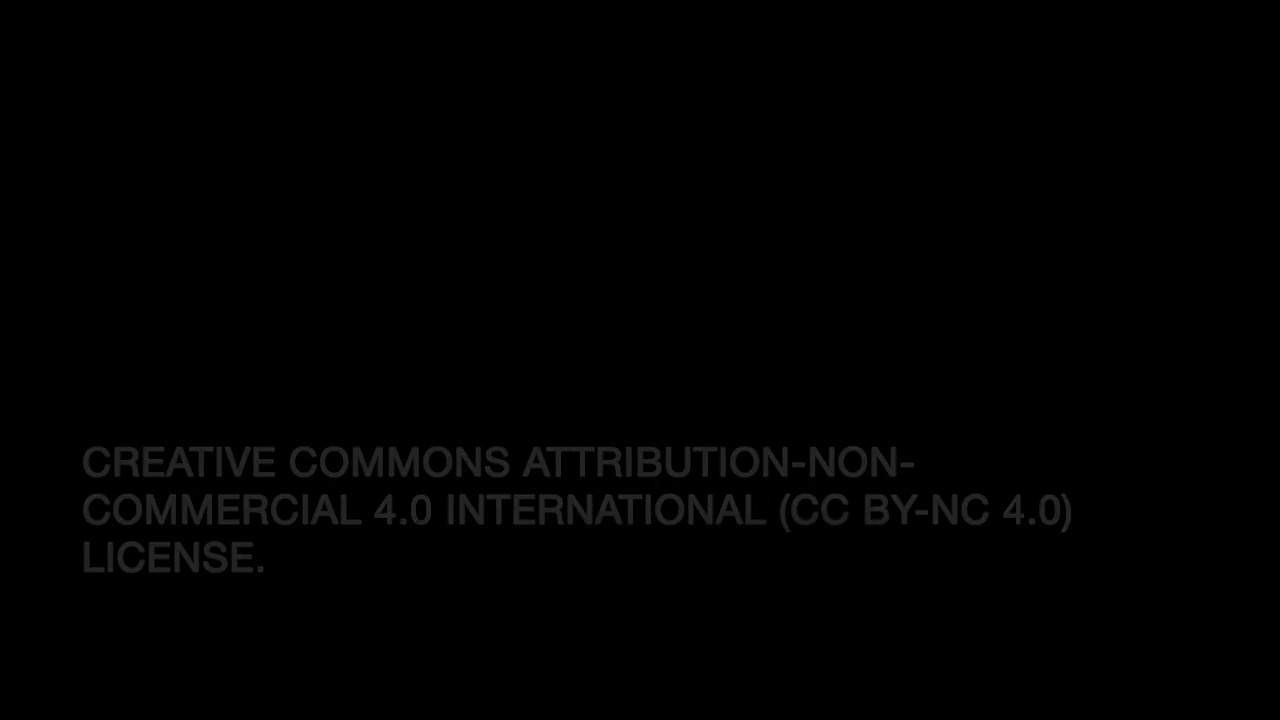 CREATIVE COMMONS ATTRIBUTION-NON-
COMMERCIAL 4.0 INTERNATIONAL (CC BY-NC 4.0)
LICENSE.